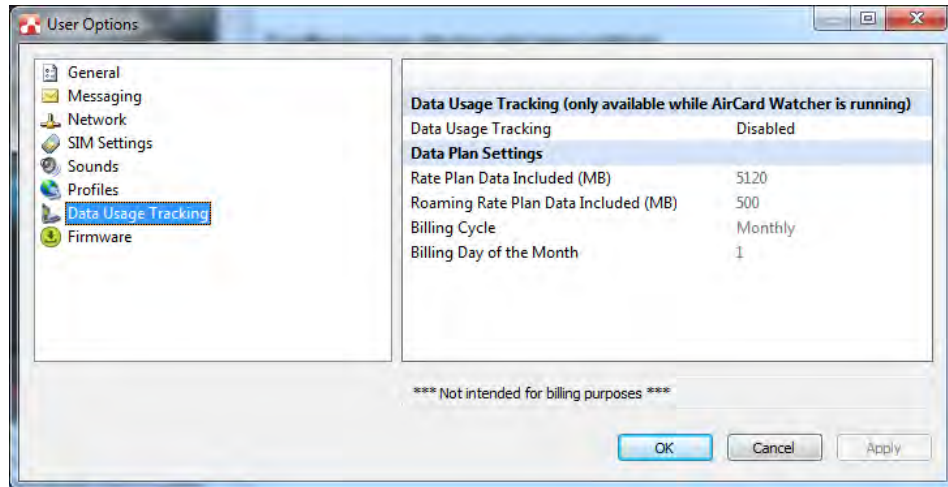 User Options
General
Messaging
Network
SIM Settings
Sounds
Profiles
Data Usage Tracking
Firmware
Data Usage Tracking (only available while AirCard Watcher is running)
Data Usage Tracking Disabled
Data Plan Settings
Rate Plan Data Included (MB) 5120
Roaming Rate Plan Data Included (MB) 500
Billing Cycle Monthly
Billing Day of the Month 1
*** Not intended for billing purposes ***
OK Cancel Apply